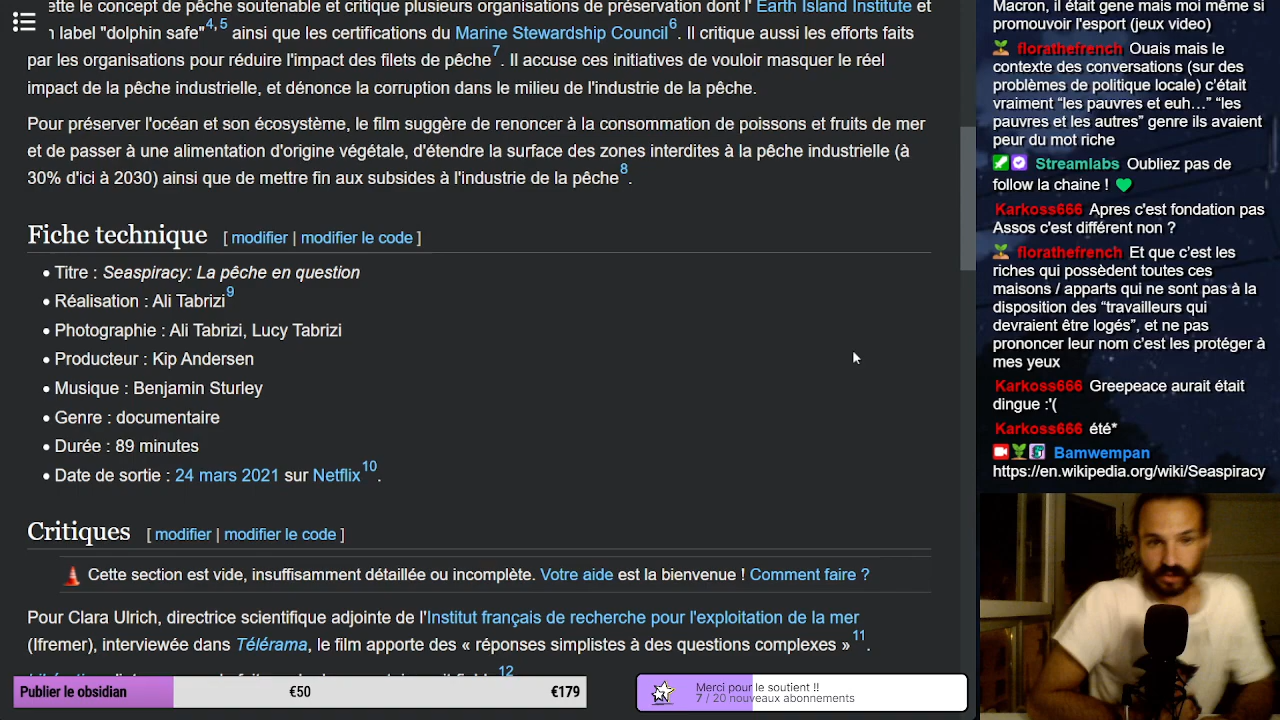 ette le concept de pêche soutenable et critique plusieurs organisations de préservation dont l' Earth Island Institute et
n label "dolphin safe"4,5 ainsi que les certifications du Marine Stewardship Council6. Il critique aussi les efforts faits
par les organisations pour réduire l'impact des filets de pêche7. Il accuse ces initiatives de vouloir masquer le réel
impact de la pêche industrielle, et dénonce la corruption dans le milieu de l'industrie de la pêche.
Pour préserver l'océan et son écosystème, le film suggère de renoncer à la consommation de poissons et fruits de mer
et de passer à une alimentation d'origine végétale, d'étendre la surface des zones interdites à la pêche industrielle (à
30% d'ici à 2030) ainsi que de mettre fin aux subsides à l'industrie de la pêche8.
Fiche technique [ modifier | modifier le code ]
• Titre : Seaspiracy: La pêche en question
• Réalisation : Ali Tabrizi9
• Photographie : Ali Tabrizi, Lucy Tabrizi
• Producteur : Kip Andersen
• Musique : Benjamin Sturley
• Genre : documentaire
• Durée : 89 minutes
• Date de sortie : 24 mars 2021 sur Netflix10.
Critiques [ modifier | modifier le code ]
Cette section est vide, insuffisamment détaillée ou incomplète. Votre aide est la bienvenue ! Comment faire ?
Pour Clara Ulrich, directrice scientifique adjointe de l'Institut français de recherche pour l'exploitation de la mer
(Ifremer), interviewée dans Télérama, le film apporte des « réponses simplistes à des questions complexes »11.
12
Publier le obsidian €50 €179
Merci pour le soutient !!
7 / 20 nouveaux abonnements
Macron, il était gene mais moi même si
promouvoir l'esport (jeux video)
florathefrench Ouais mais le
contexte des conversations (sur des
problèmes de politique locale) c'était
vraiment “les pauvres et euh…” “les
pauvres et les autres” genre ils avaient
peur du mot riche
Streamlabs Oubliez pas de
follow la chaine !
Karkoss666 Apres c'est fondation pas
Assos c'est différent non ?
florathefrench Et que c'est les
riches qui possèdent toutes ces
maisons / apparts qui ne sont pas à la
disposition des “travailleurs qui
devraient être logés”, et ne pas
prononcer leur nom c'est les protéger à
mes yeux
Karkoss666 Greepeace aurait était
dingue :'(
Karkoss666 été*
Bamwempan
https://en.wikipedia.org/wiki/Seaspiracy